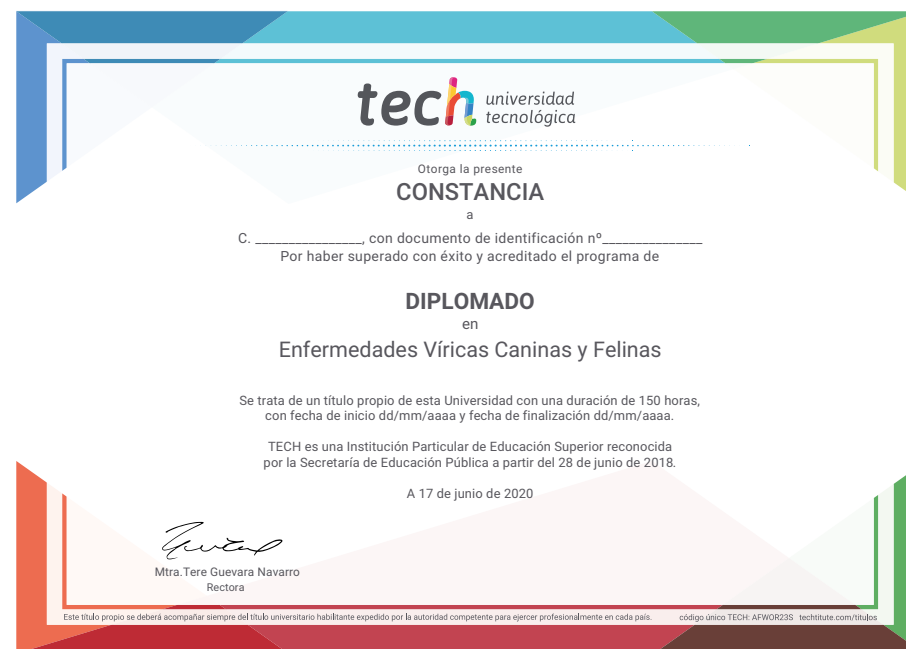 tech universidad
tecnológica
Otorga la presente
CONSTANCIA
a
C. ________________, con documento de identificación nº_______________
Por haber superado con éxito y acreditado el programa de
DIPLOMADO
en
Enfermedades Víricas Caninas y Felinas
Se trata de un título propio de esta Universidad con una duración de 150 horas,
con fecha de inicio dd/mm/aaaa y fecha de finalización dd/mm/aaaa.
TECH es una Institución Particular de Educación Superior reconocida
por la Secretaría de Educación Pública a partir del 28 de junio de 2018.
A 17 de junio de 2020
Mtra.Tere Guevara Navarro
Rectora
Este título propio se deberá acompañar siempre del título universitario habilitante expedido por la autoridad competente para ejercer profesionalmente en cada país. código único TECH: AFWOR23S techtitute.com/titulos